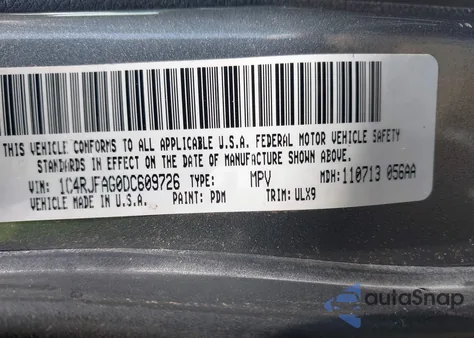 THIS VEHICLE CONFORMS TO ALL APPLICABLE U.S.A. FEDERAL MOTOR VEHICLE SAFETY
STANDARDS IN EFFECT ON THE DATE OF MANUFACTURE SHOWN ABOVE.
VIN: 1C4RJFAG0DC609726 TYPE: MPV MDH: 110713 056AA
VEHICLE MADE IN U.S.A. PAINT: PDM TRIM: ULX9
autaSnap